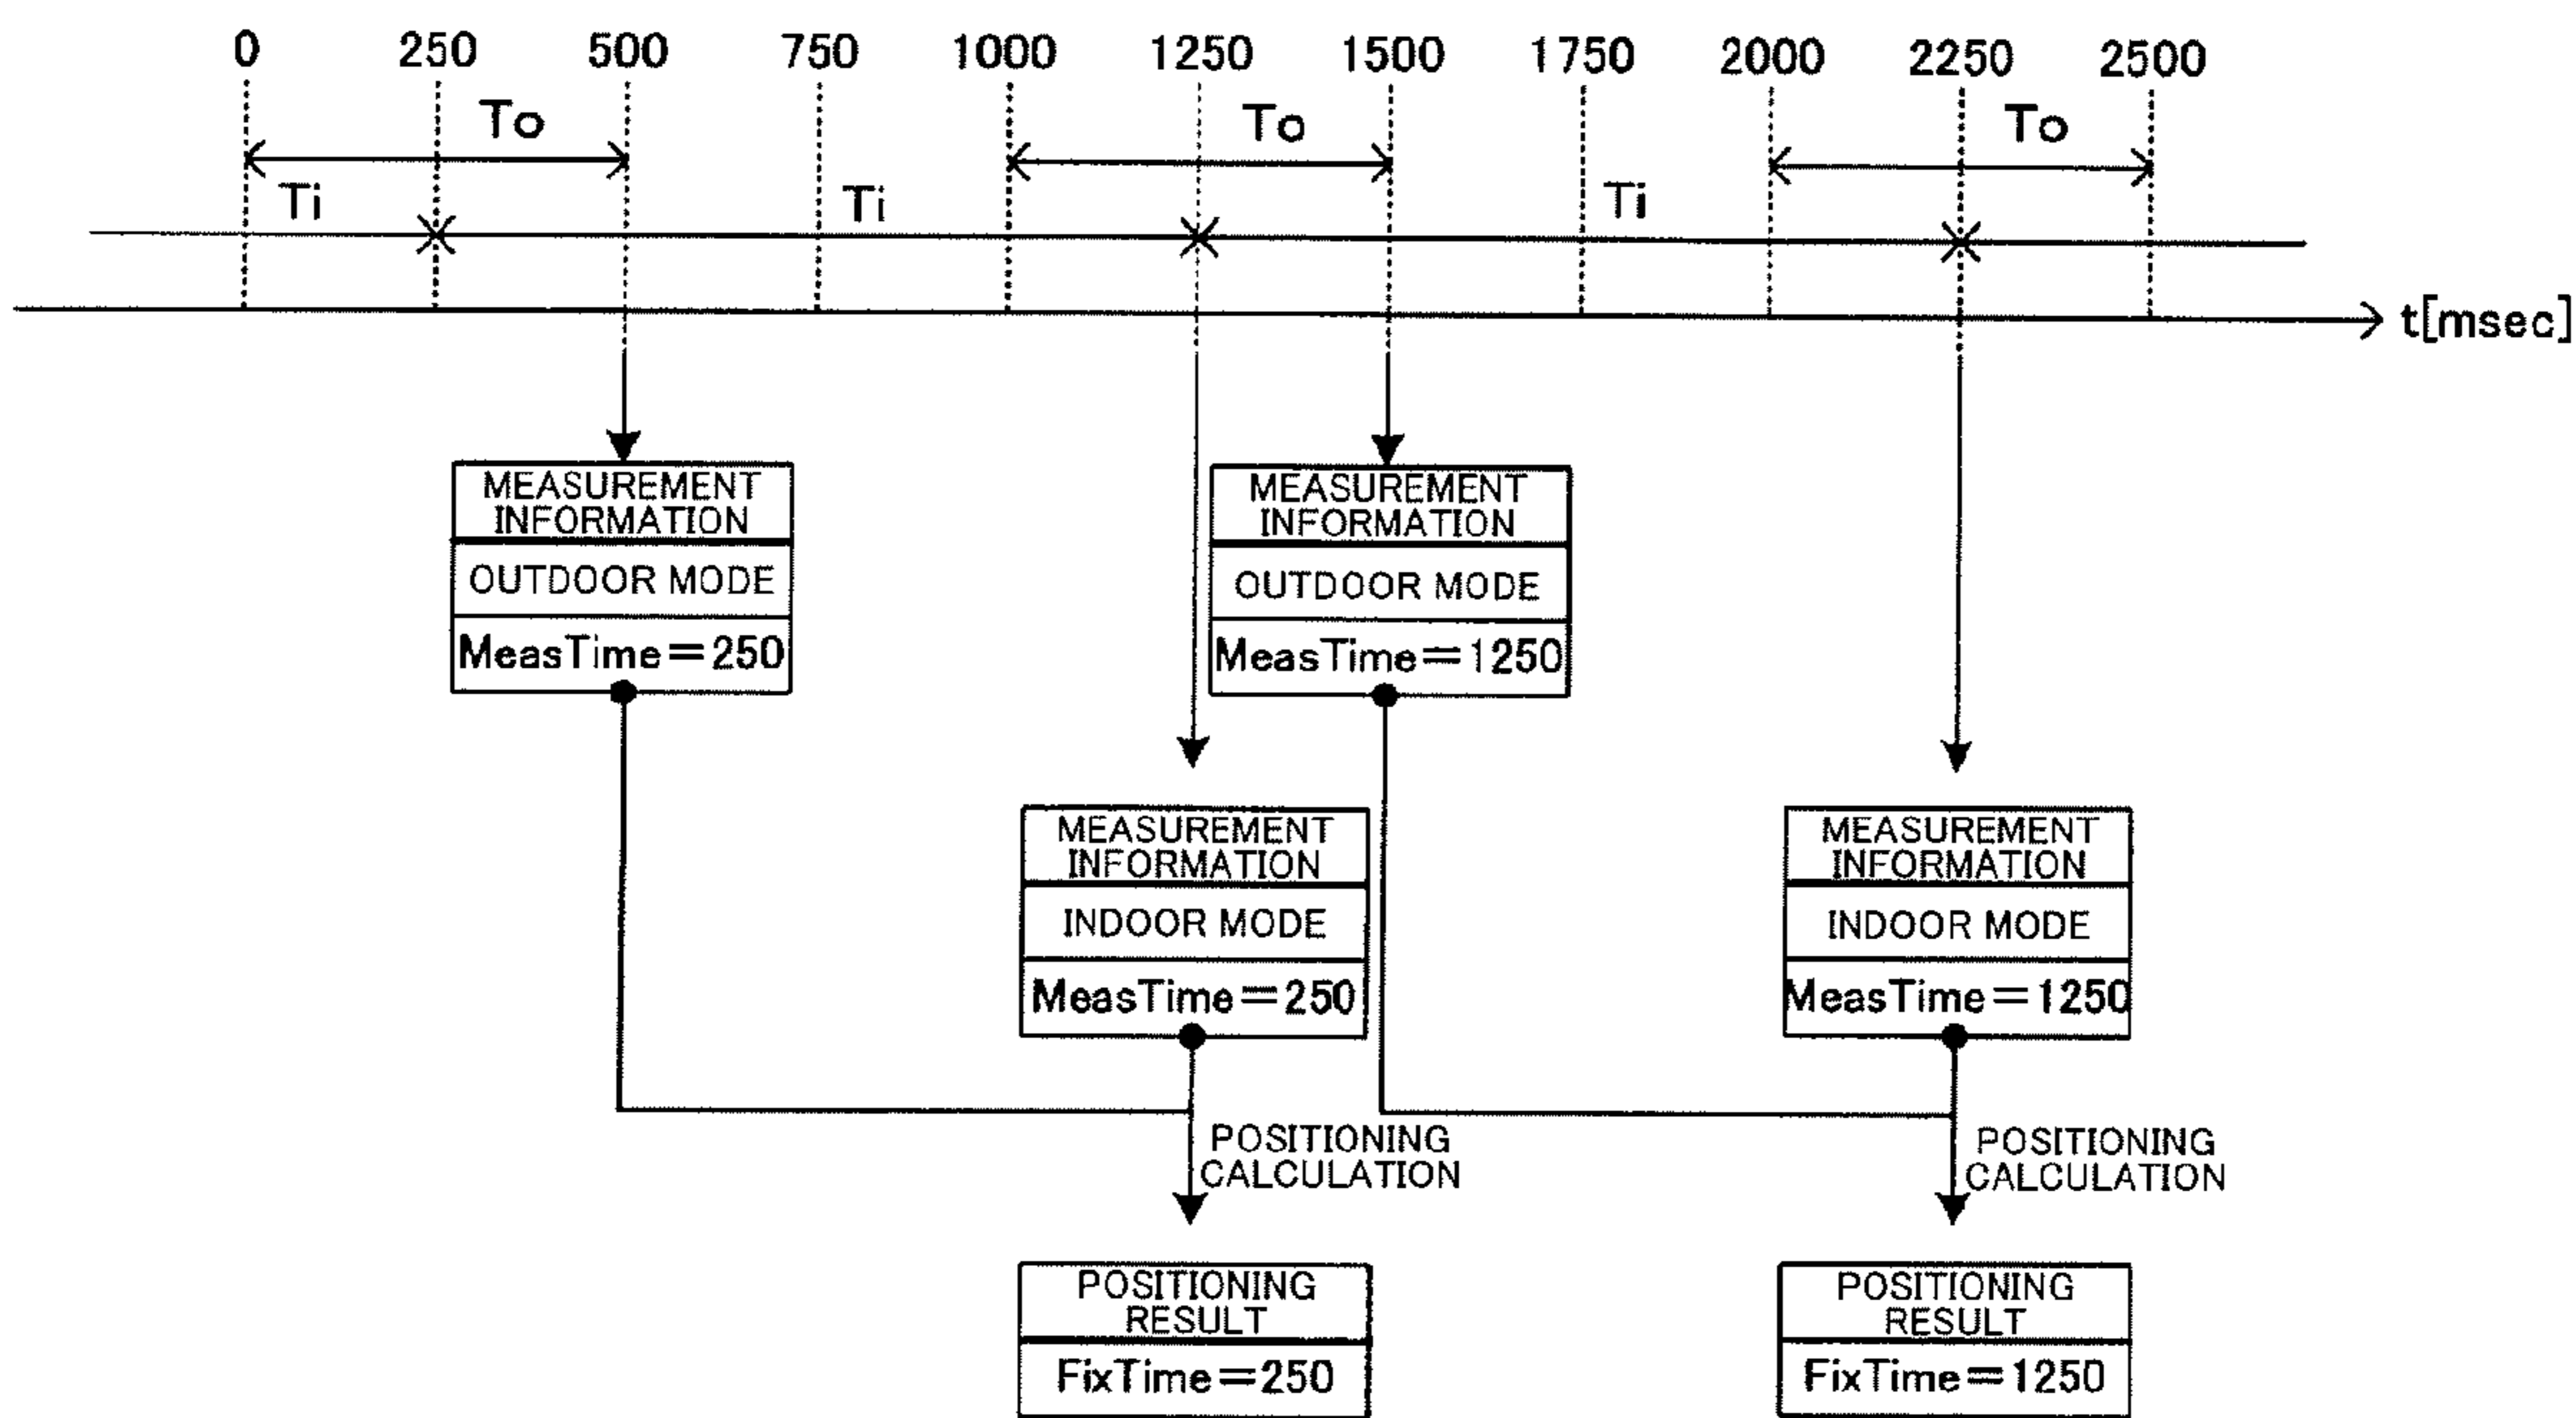 0 250 500 750 1000 1250 1500 1750 2000 2250 2500
To To To
Ti Ti Ti
t[msec]
MEASUREMENT
INFORMATION
OUTDOOR MODE
MeasTime=250
MEASUREMENT
INFORMATION
OUTDOOR MODE
MeasTime=1250
MEASUREMENT
INFORMATION
INDOOR MODE
MeasTime=250
MEASUREMENT
INFORMATION
INDOOR MODE
MeasTime=1250
POSITIONING
CALCULATION
POSITIONING
CALCULATION
POSITIONING
RESULT
FixTime=250
POSITIONING
RESULT
FixTime=1250